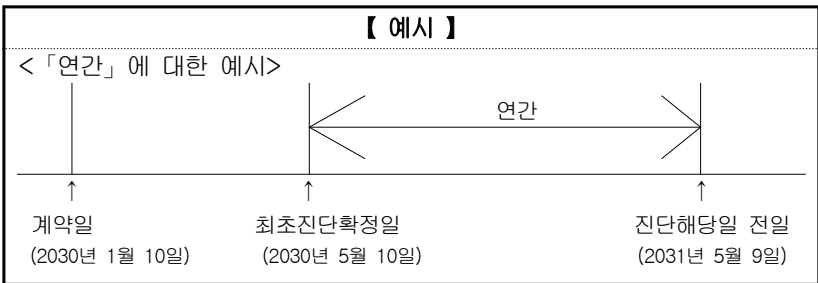 【 예시 】
<「연간」에 대한 예시>
연간
↑ ↑ ↑
계약일 최초진단확정일 진단해당일 전일
(2030년 1월 10일) (2030년 5월 10일) (2031년 5월 9일)